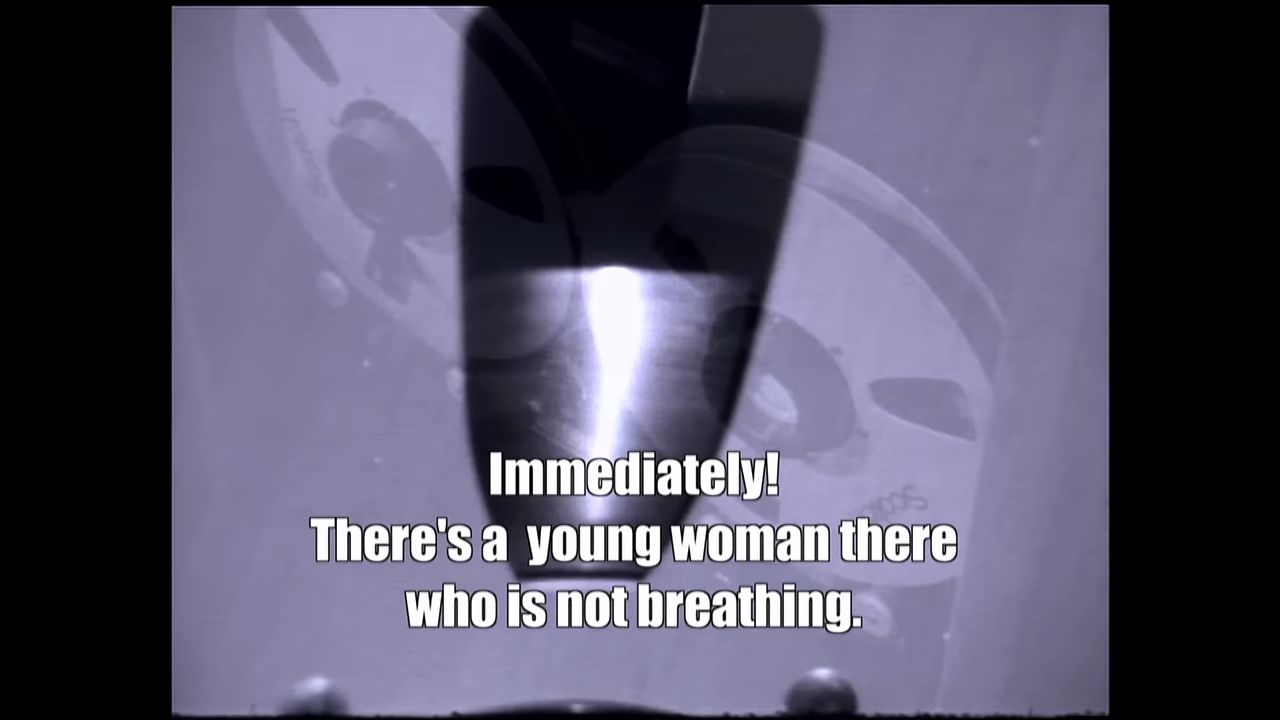 Immediately!
There's a  young woman there
who is not breathing.